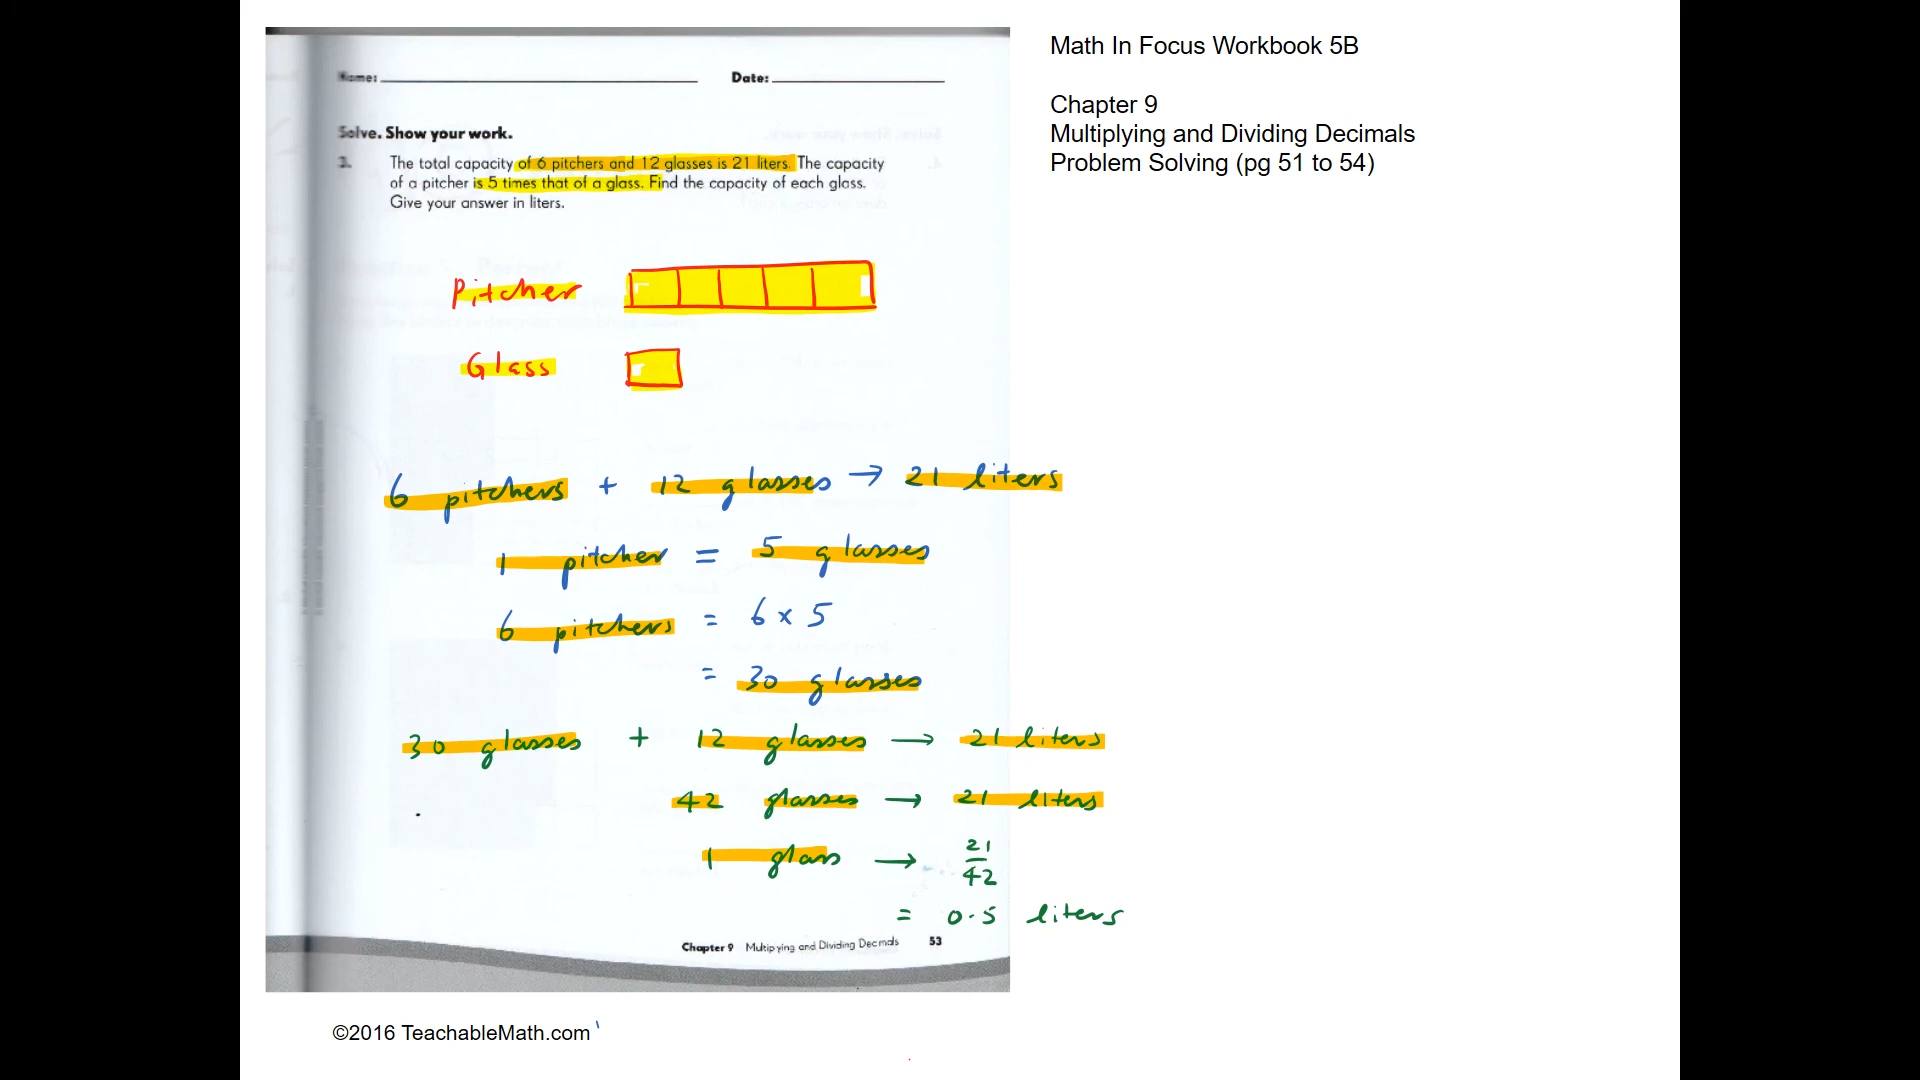 Math In Focus Workbook 5B
Chapter 9
Multiplying and Dividing Decimals
Problem Solving (pg 51 to 54)
Name:
Date:
Solve. Show your work.
3. The total capacity of 6 pitchers and 12 glasses is 21 liters. The capacity
of a pitcher is 5 times that of a glass. Find the capacity of each glass.
Give your answer in liters.
Pitcher
Glass
6 pitchers + 12 glasses → 21 liters
1 pitcher = 5 glasses
6 pitchers = 6 x 5
= 30 glasses
30 glasses + 12 glasses → 21 liters
42 glasses → 21 liters
1 glass → 21/42
= 0.5 liters
Chapter 9 Multiplying and Dividing Decimals 53
©2016 TeachableMath.com